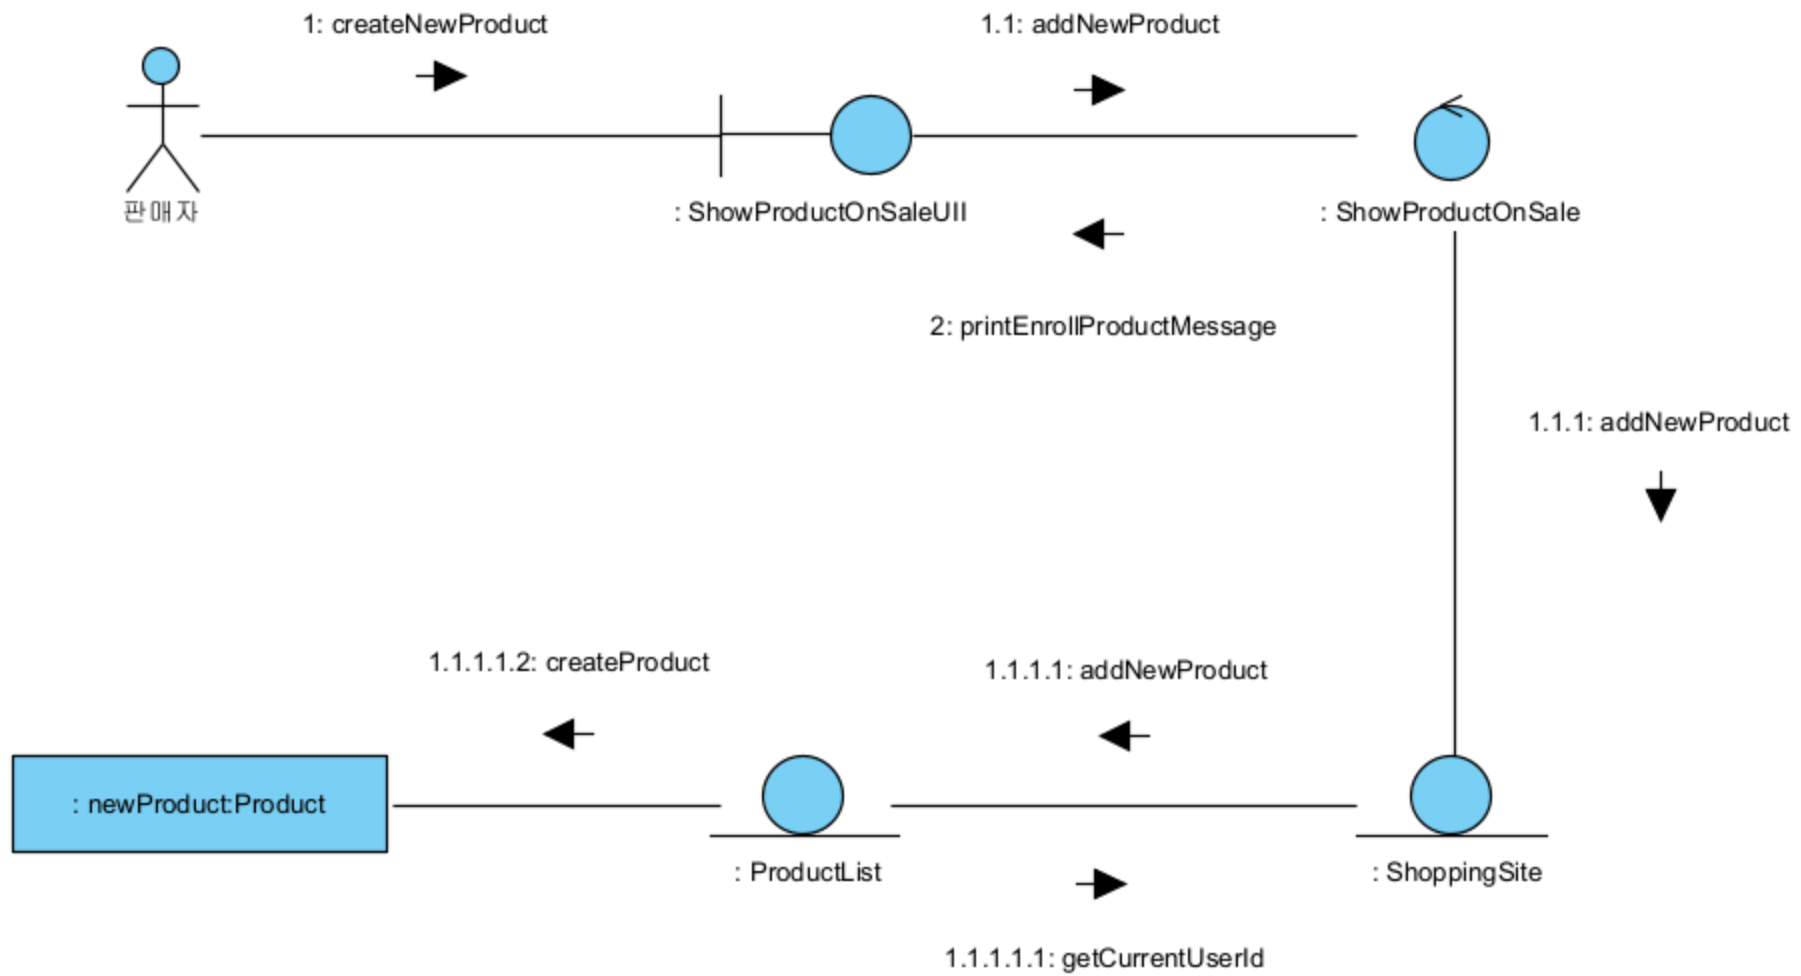 1: createNewProduct
1.1: addNewProduct
판매자
: ShowProductOnSaleUII
: ShowProductOnSale
2: printEnrollProductMessage
1.1.1: addNewProduct
1.1.1.1.2: createProduct
1.1.1.1: addNewProduct
: newProduct:Product
: ProductList
: ShoppingSite
1.1.1.1.1: getCurrentUserId